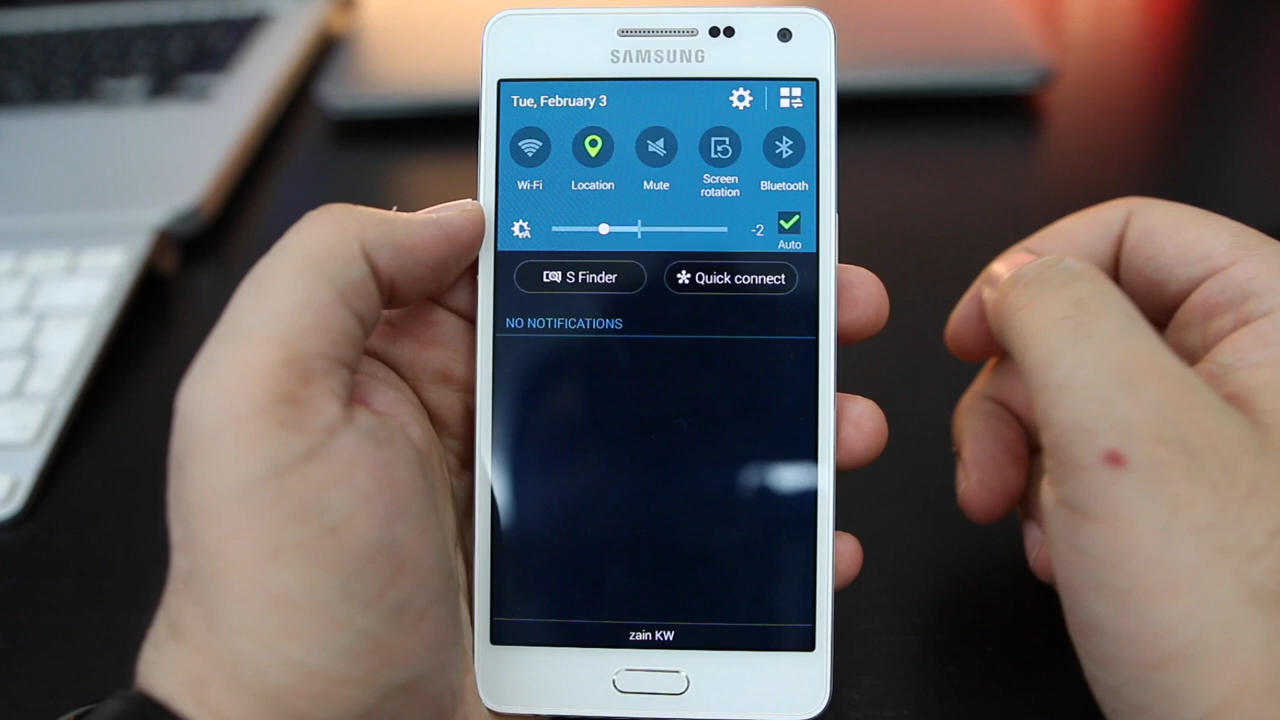 SAMSUNG
Tue, February 3
Wi-Fi
Location
Mute
Screen
rotation
Bluetooth
A
-2
Auto
S Finder
Quick connect
NO NOTIFICATIONS
zain KW